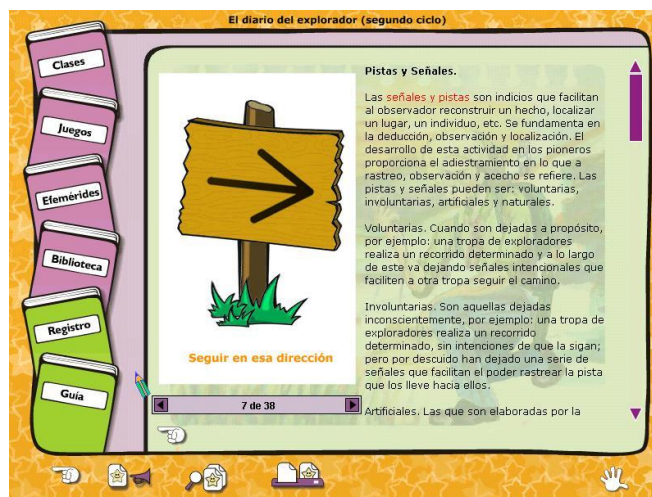 El diario del explorador (segundo ciclo)
Clases
Juegos
Efemérides
Biblioteca
Registro
Guía
Seguir en esa dirección
7 de 38
Pistas y Señales.
Las señales y pistas son indicios que facilitan
al observador reconstruir un hecho, localizar
un lugar, un individuo, etc. Se fundamenta en
la deducción, observación y localización. El
desarrollo de esta actividad en los pioneros
proporciona el adiestramiento en lo que a
rastreo, observación y acecho se refiere. Las
pistas y señales pueden ser: voluntarias,
involuntarias, artificiales y naturales.
Voluntarias. Cuando son dejadas a propósito,
por ejemplo: una tropa de exploradores
realiza un recorrido determinado y a lo largo
de este va dejando señales intencionales que
faciliten a otra tropa seguir el camino.
Involuntarias. Son aquellas dejadas
inconscientemente, por ejemplo: una tropa de
exploradores realiza un recorrido
determinado, sin intenciones de que la sigan;
pero por descuido han dejado una serie de
señales que facilitan el poder rastrear la pista
que los lleve hacia ellos.
Artificiales. Las que son elaboradas por la